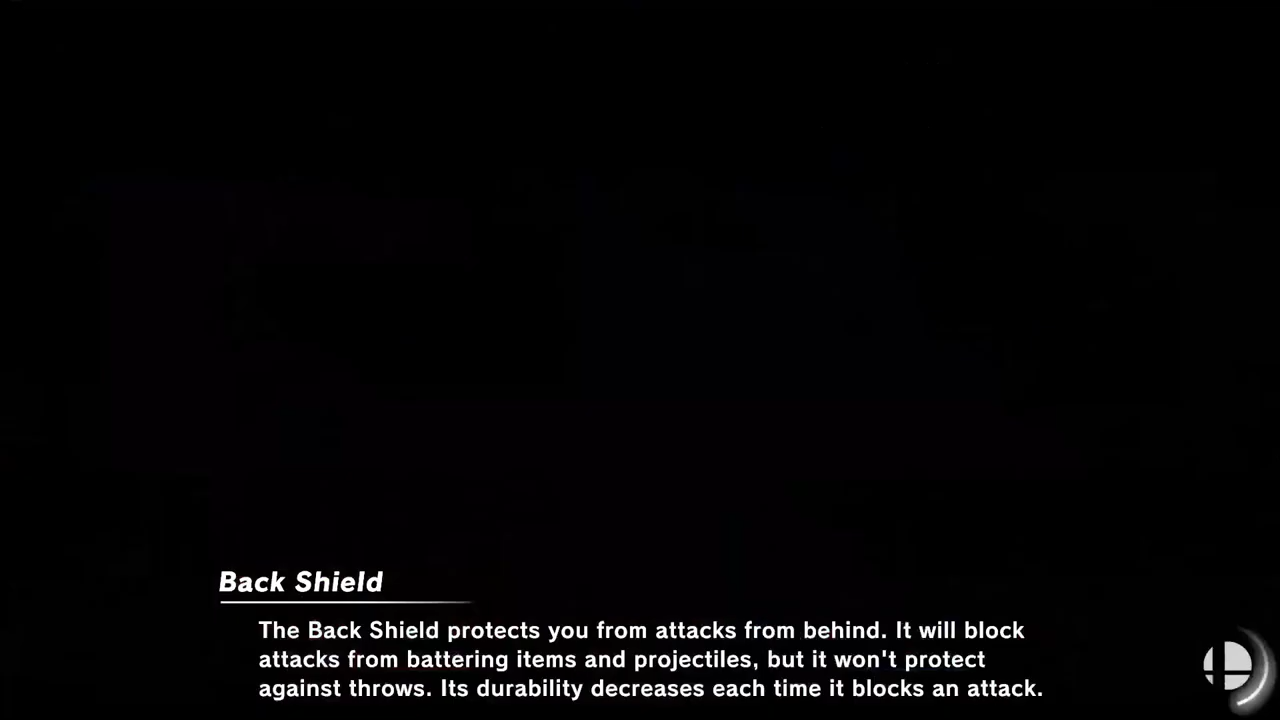 Back Shield
The Back Shield protects you from attacks from behind. It will block
attacks from battering items and projectiles, but it won't protect
against throws. Its durability decreases each time it blocks an attack.